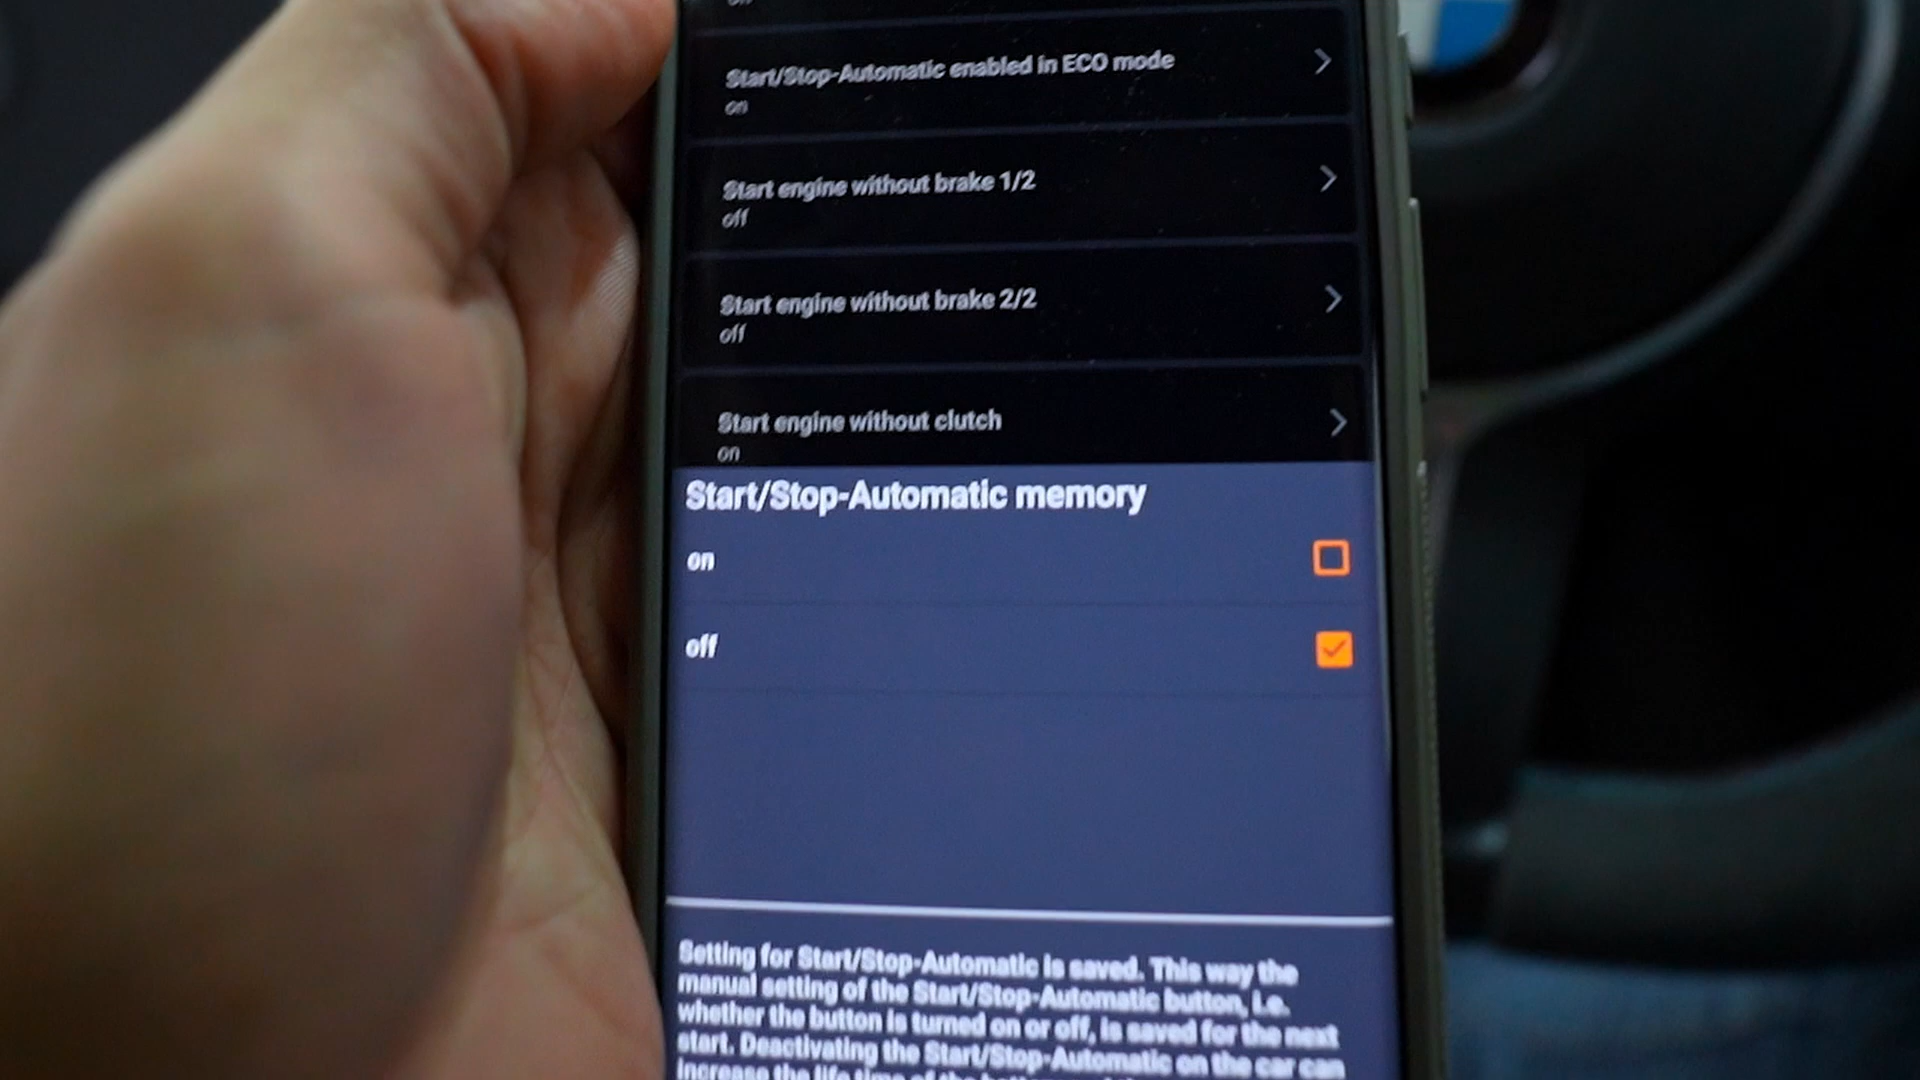 Start/Stop-Automatic enabled in ECO mode
on
Start engine without brake 1/2
off
Start engine without brake 2/2
off
Start engine without clutch
on
Start/Stop-Automatic memory
on
off
Setting for Start/Stop-Automatic is saved. This way the
manual setting of the Start/Stop-Automatic button, i.e.
whether the button is turned on or off, is saved for the next
start. Deactivating the Start/Stop-Automatic on the car can
increase the life time of the